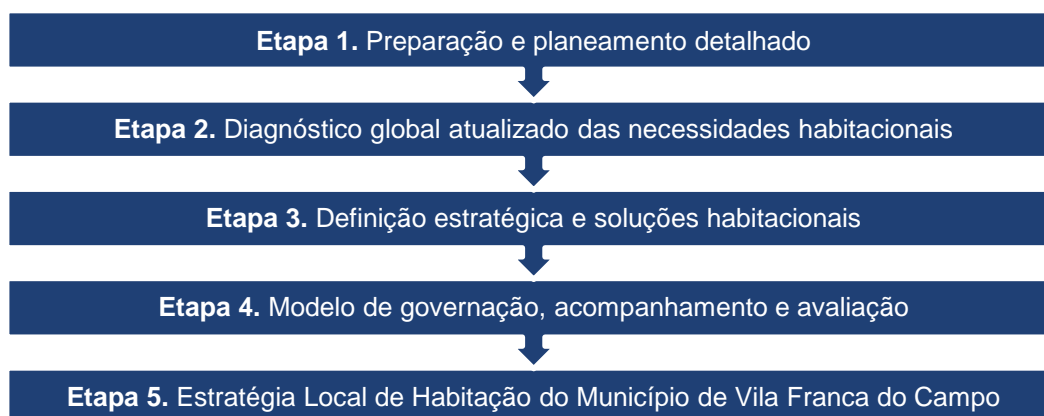 Etapa 1. Preparação e planeamento detalhado
Etapa 2. Diagnóstico global atualizado das necessidades habitacionais
Etapa 3. Definição estratégica e soluções habitacionais
Etapa 4. Modelo de governação, acompanhamento e avaliação
Etapa 5. Estratégia Local de Habitação do Município de Vila Franca do Campo